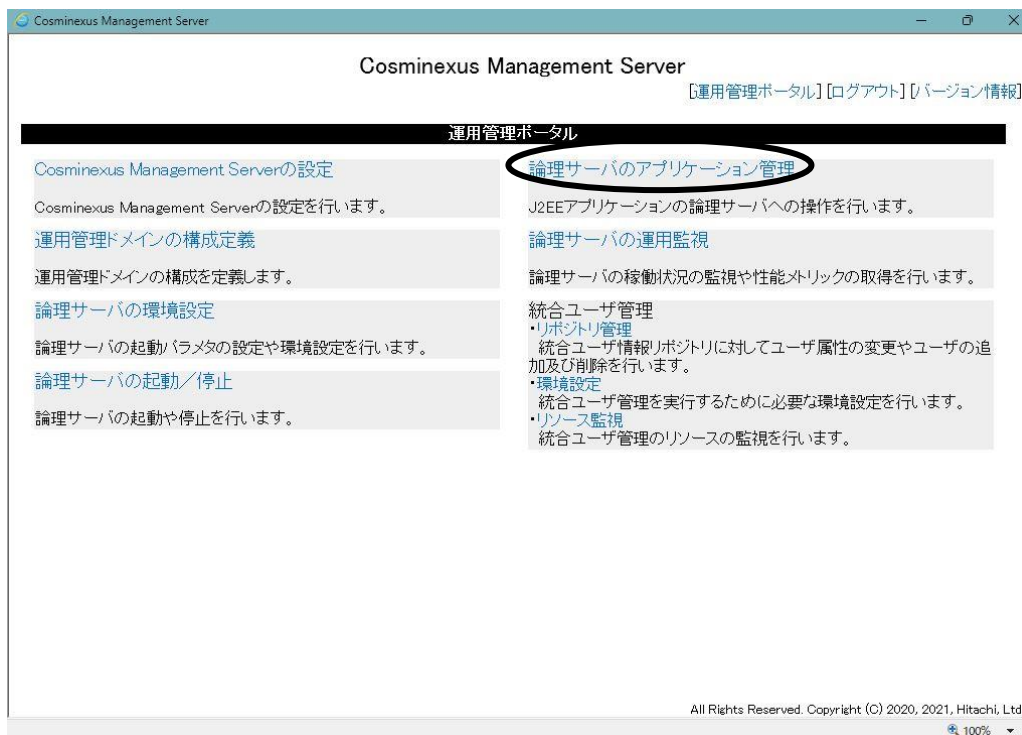 Cosminexus Management Server
Cosminexus Management Server
[運用管理ポータル] [ログアウト] [バージョン情報]
運用管理ポータル
Cosminexus Management Serverの設定
Cosminexus Management Serverの設定を行います。
運用管理ドメインの構成定義
運用管理ドメインの構成を定義します。
論理サーバの環境設定
論理サーバの起動パラメタの設定や環境設定を行います。
論理サーバの起動／停止
論理サーバの起動や停止を行います。
論理サーバのアプリケーション管理
J2EEアプリケーションの論理サーバへの操作を行います。
論理サーバの運用監視
論理サーバの稼働状況の監視や性能メトリックの取得を行います。
統合ユーザ管理
・リポジトリ管理
統合ユーザ情報リポジトリに対してユーザ属性の変更やユーザの追
加及び削除を行います。
・環境設定
統合ユーザ管理を実行するために必要な環境設定を行います。
・リソース監視
統合ユーザ管理のリソースの監視を行います。
All Rights Reserved. Copyright (C) 2020, 2021, Hitachi, Ltd
100%